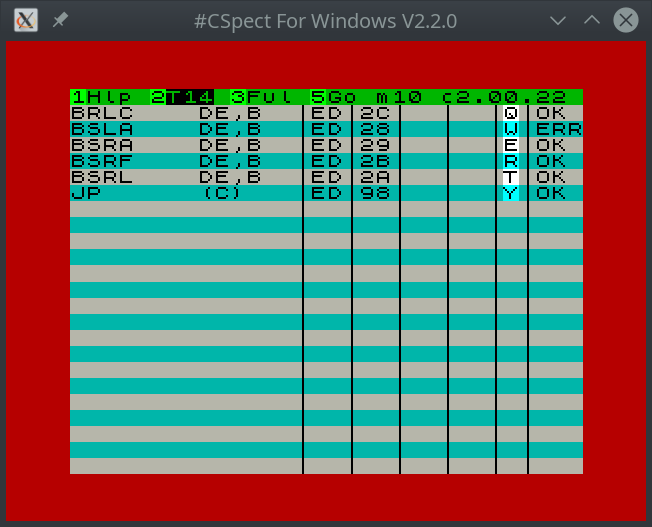 #CSpect For Windows V2.2.0
1Hlp 2T14 3Ful 5Go m10 c2.00.22
BRLC DE,B ED 2C Q OK
BSLA DE,B ED 28 W ERR
BSRA DE,B ED 29 E OK
BSRF DE,B ED 2B R OK
BSRL DE,B ED 2A T OK
JP (C) ED 98 Y OK